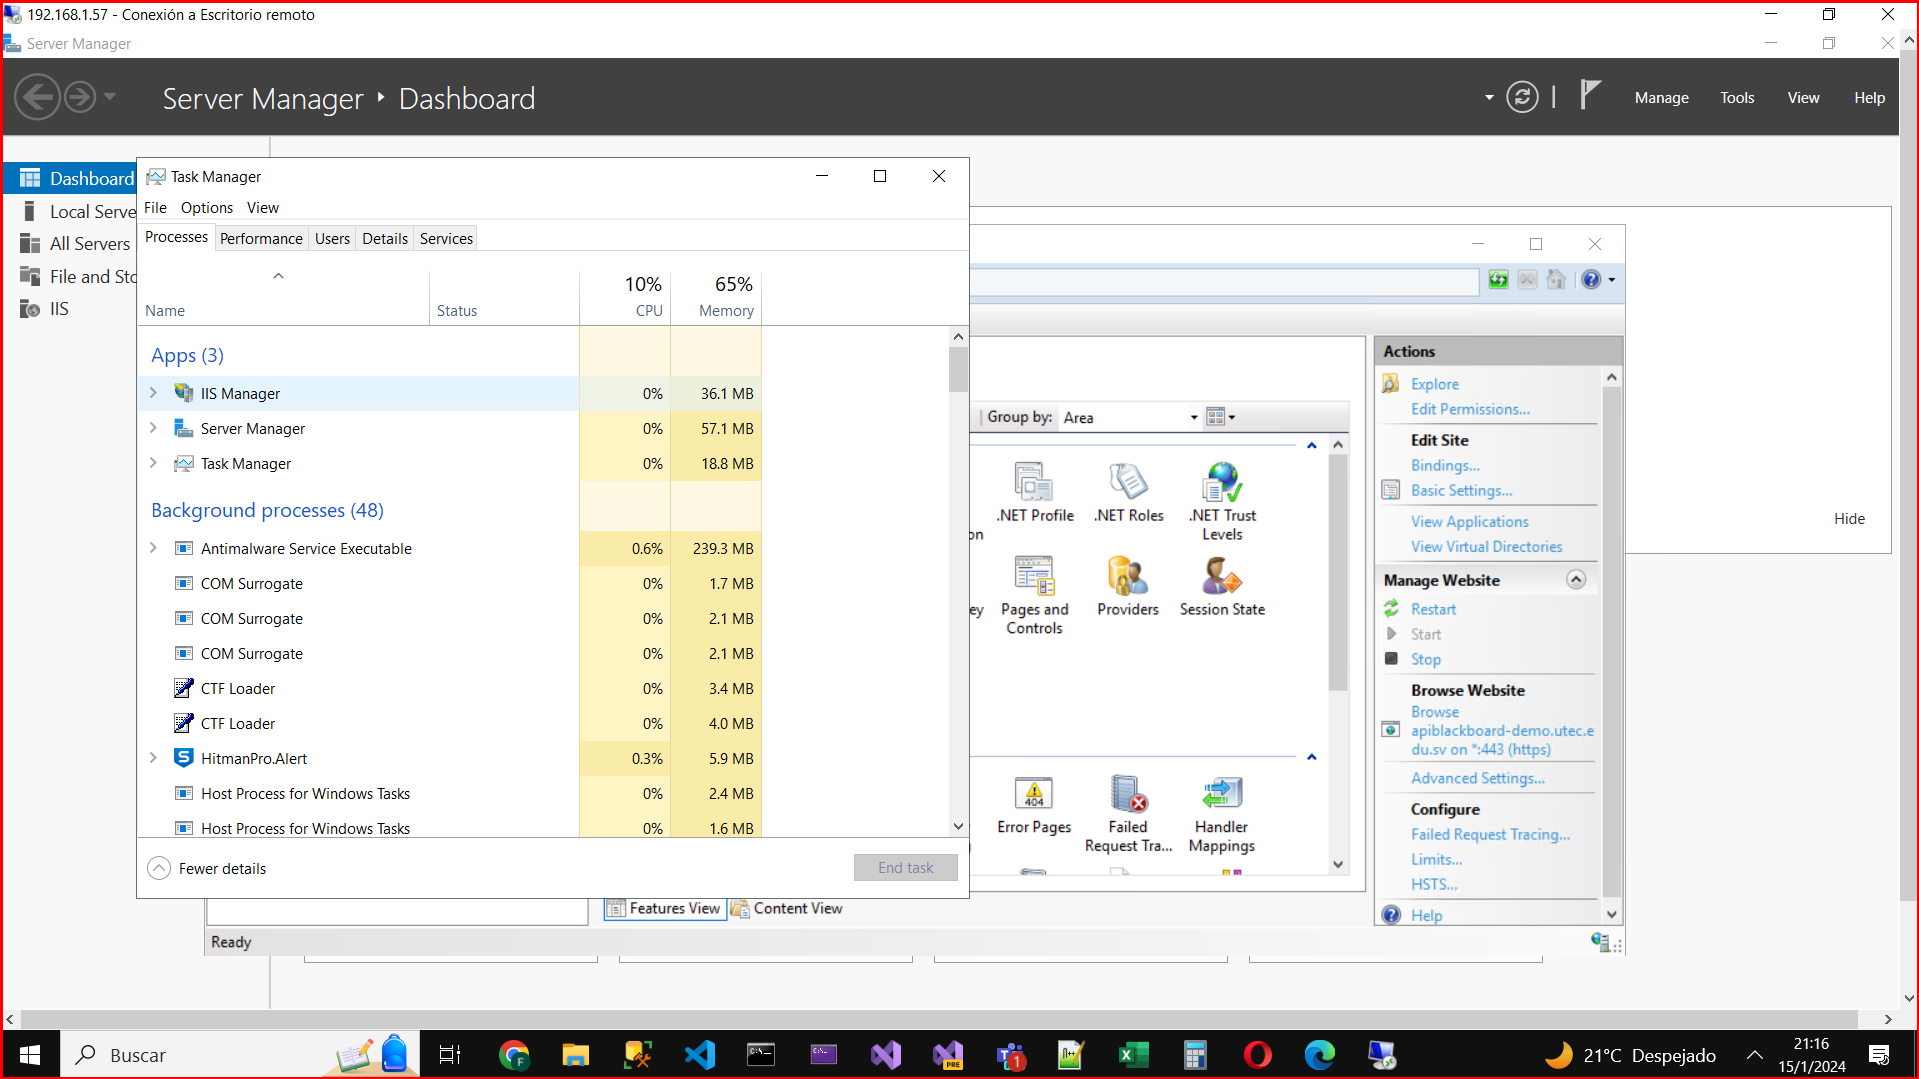 192.168.1.57 - Conexión a Escritorio remoto
Server Manager
Server Manager Dashboard
Manage Tools View Help
Dashboard
Local Serve
All Servers
File and Sto
IIS
Task Manager
File Options View
Processes Performance Users Details Services
10% 65%
Name Status CPU Memory
Apps (3)
IIS Manager 0% 36.1 MB
Server Manager 0% 57.1 MB
Task Manager 0% 18.8 MB
Background processes (48)
Antimalware Service Executable 0.6% 239.3 MB
COM Surrogate 0% 1.7 MB
COM Surrogate 0% 2.1 MB
COM Surrogate 0% 2.1 MB
CTF Loader 0% 3.4 MB
CTF Loader 0% 4.0 MB
HitmanPro.Alert 0.3% 5.9 MB
Host Process for Windows Tasks 0% 2.4 MB
Host Process for Windows Tasks 0% 1.6 MB
Fewer details End task
Group by: Area
on
.NET Profile .NET Roles .NET Trust
Levels
ey
Pages and
Controls
Providers Session State
404
Error Pages Failed
Request Tra...
Handler
Mappings
Features View Content View
Ready
Actions
Explore
Edit Permissions...
Edit Site
Bindings...
Basic Settings...
View Applications
View Virtual Directories
Manage Website
Restart
Start
Stop
Browse Website
Browse
apiblackboard-demo.utec.e
du.sv on *:443 (https)
Advanced Settings...
Configure
Failed Request Tracing...
Limits...
HSTS...
Help
Hide
Buscar
F
C:\
PRE
1
21°C Despejado
21:16
15/1/2024